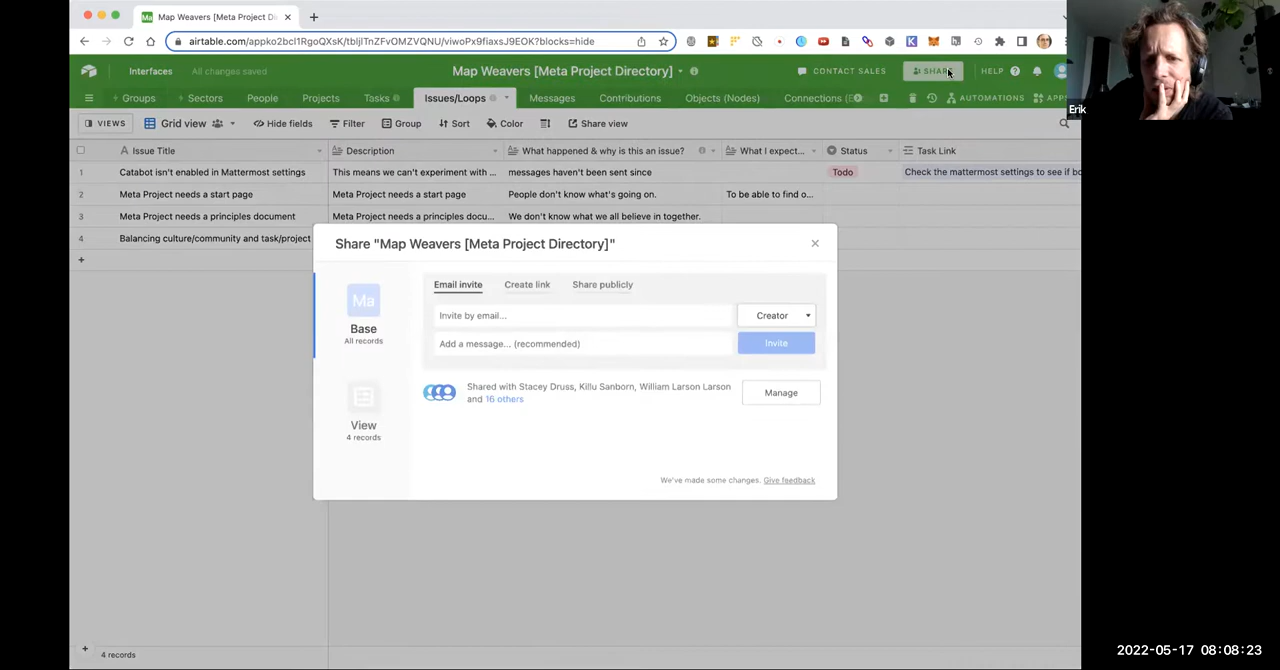 Ma Map Weavers [Meta Project Di
airtable.com/appko2bcl1RgoQXsK/tbljlTnZFvOMZVQNU/viwoPx9fiaxsJ9EOK?blocks=hide
Interfaces All changes saved Map Weavers [Meta Project Directory] CONTACT SALES SHARE HELP
Groups Sectors People Projects Tasks Issues/Loops Messages Contributions Objects (Nodes) Connections (E AUTOMATIONS APP
Erik
VIEWS Grid view Hide fields Filter Group Sort Color Share view
Issue Title Description What happened & why is this an issue? What I expect... Status Task Link
1 Catabot isn't enabled in Mattermost settings This means we can't experiment with ... messages haven't been sent since Todo Check the mattermost settings to see if bo
2 Meta Project needs a start page Meta Project needs a start page People don't know what's going on. To be able to find o...
3 Meta Project needs a principles document Meta Project needs a principles docu... We don't know what we all believe in together.
4 Balancing culture/community and task/project
+
Share "Map Weavers [Meta Project Directory]"
Ma
Base
All records
View
4 records
Email invite Create link Share publicly
Invite by email... Creator
Add a message... (recommended) Invite
Shared with Stacey Druss, Killu Sanborn, William Larson Larson
and 16 others
Manage
We've made some changes. Give feedback
+ 4 records
2022-05-17 08:08:23